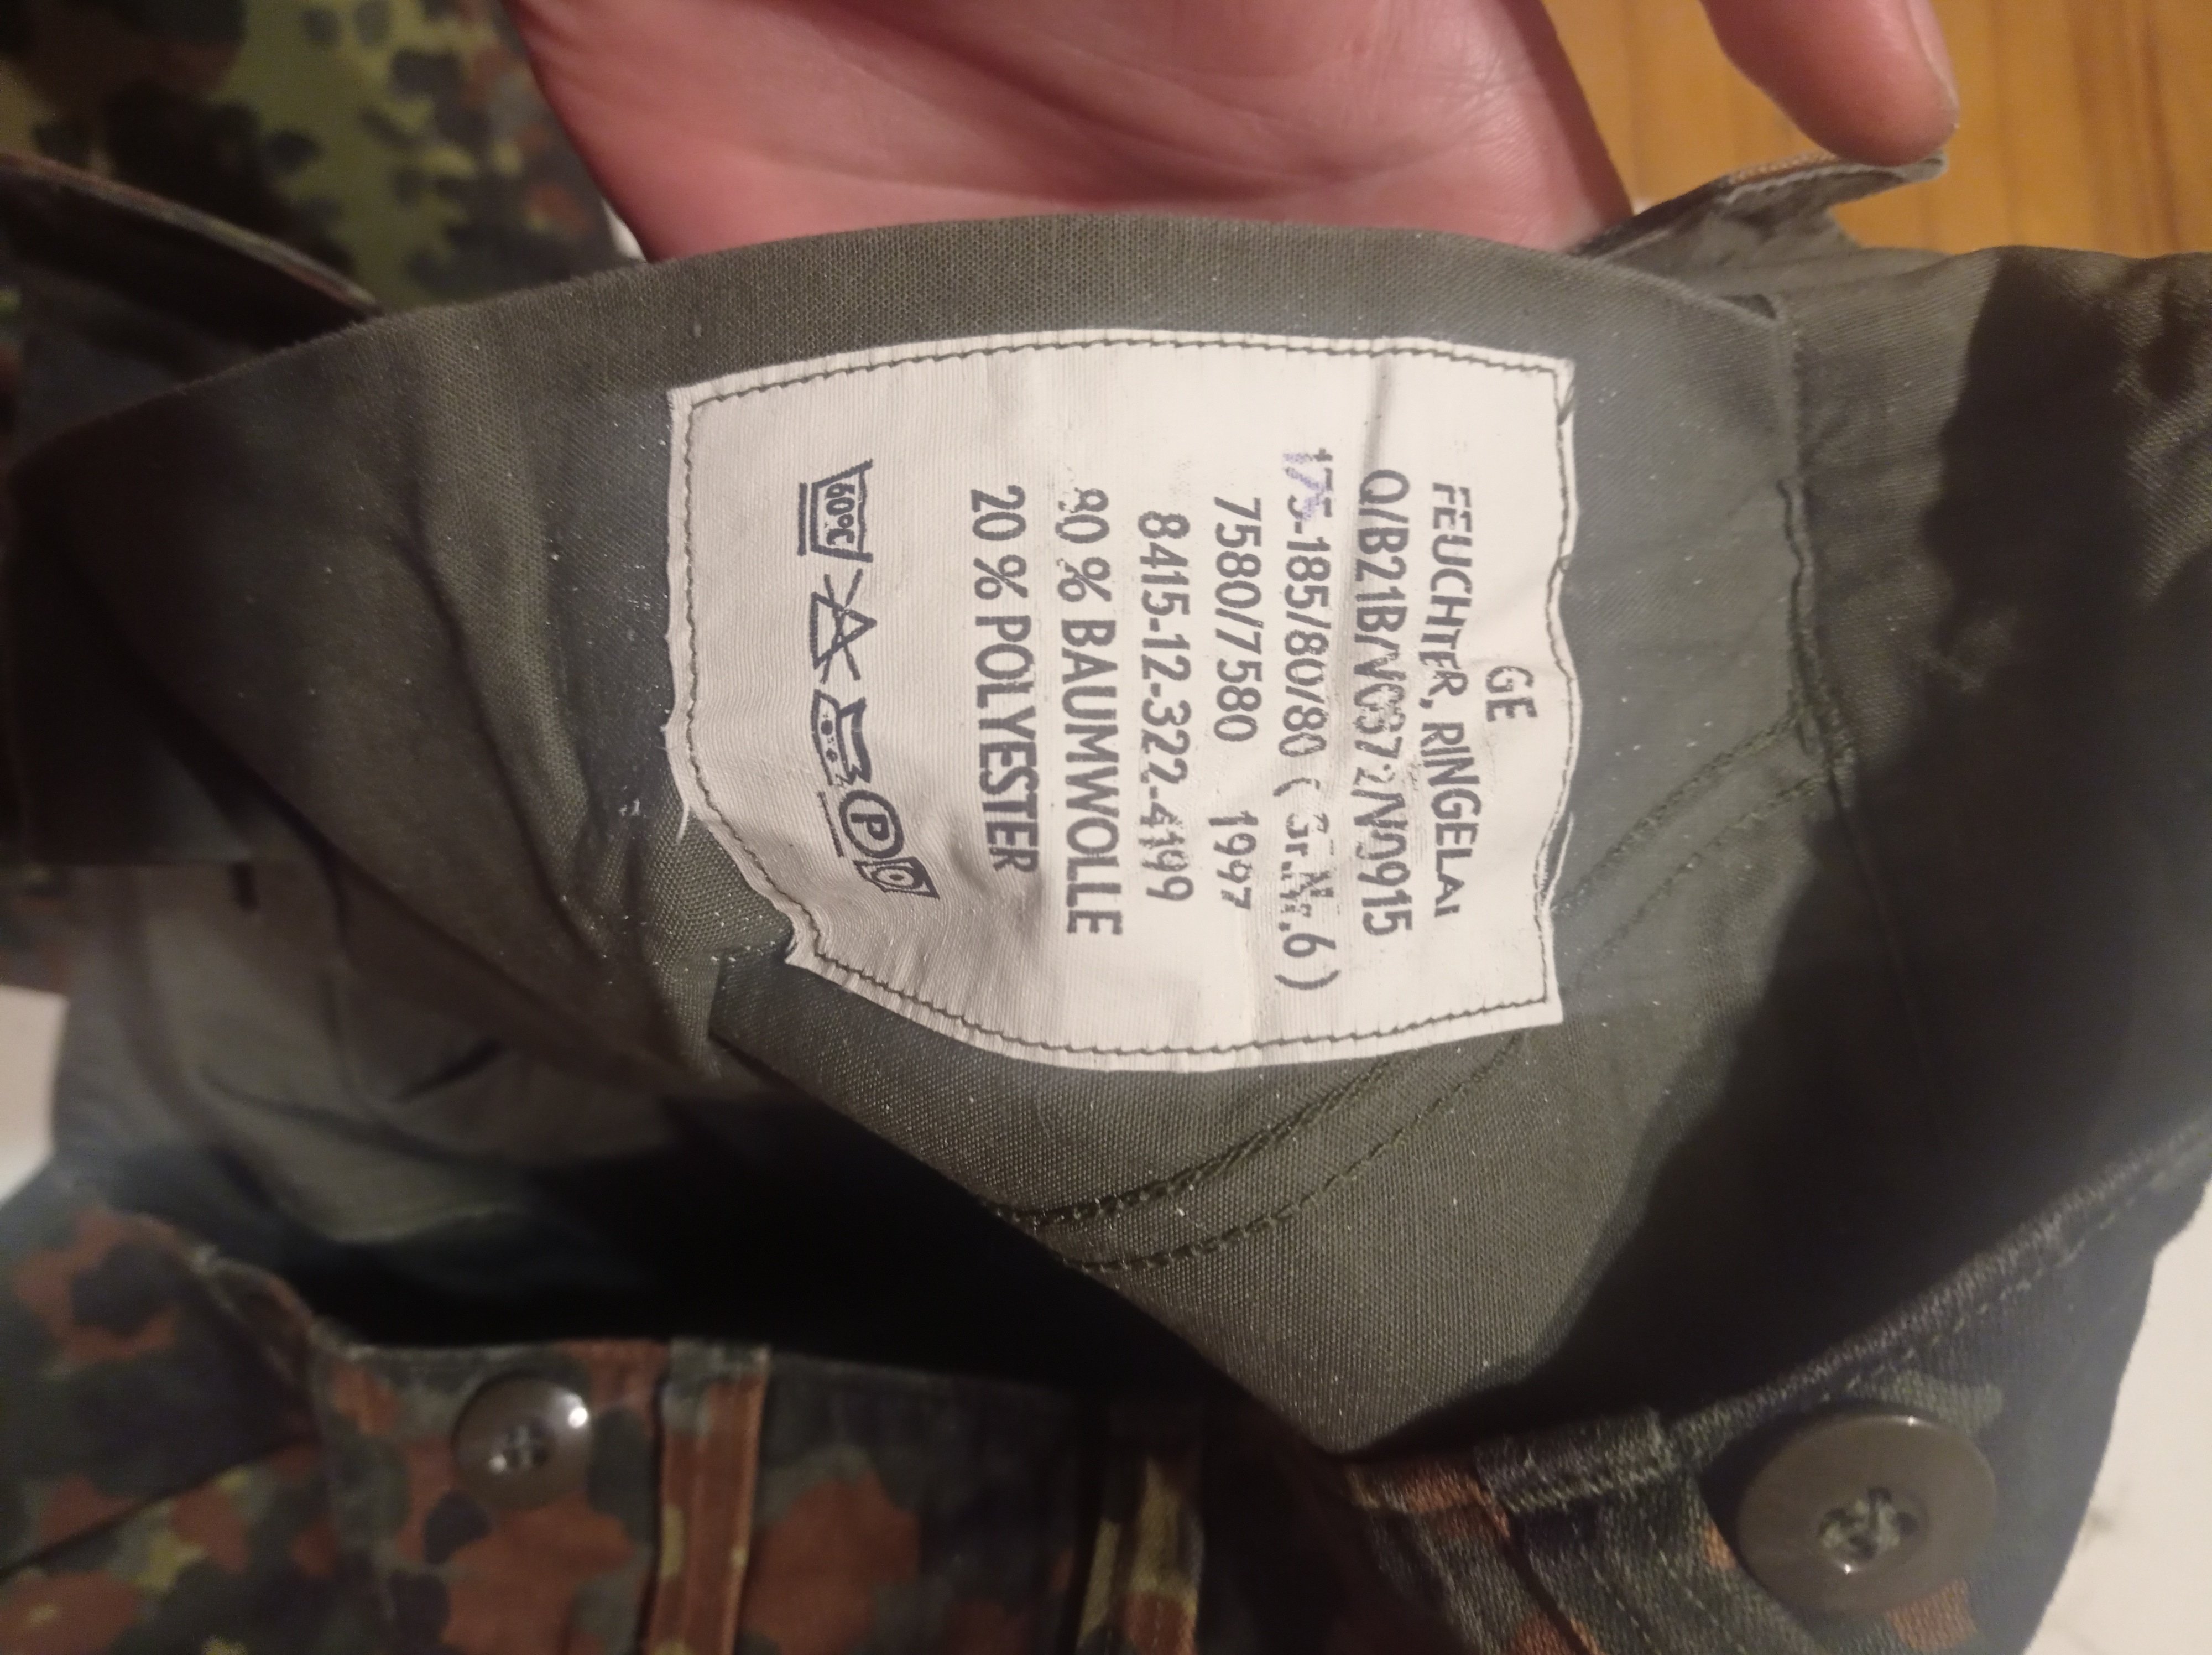 GE
FEUCHTER, RINGELAI
Q/B21B/V0372/N0915
175-185/80/80 (Gr.Nr.6)
7580/7580 1997
8415-12-322-4199
80 % BAUMWOLLE
20 % POLYESTER
60°C P